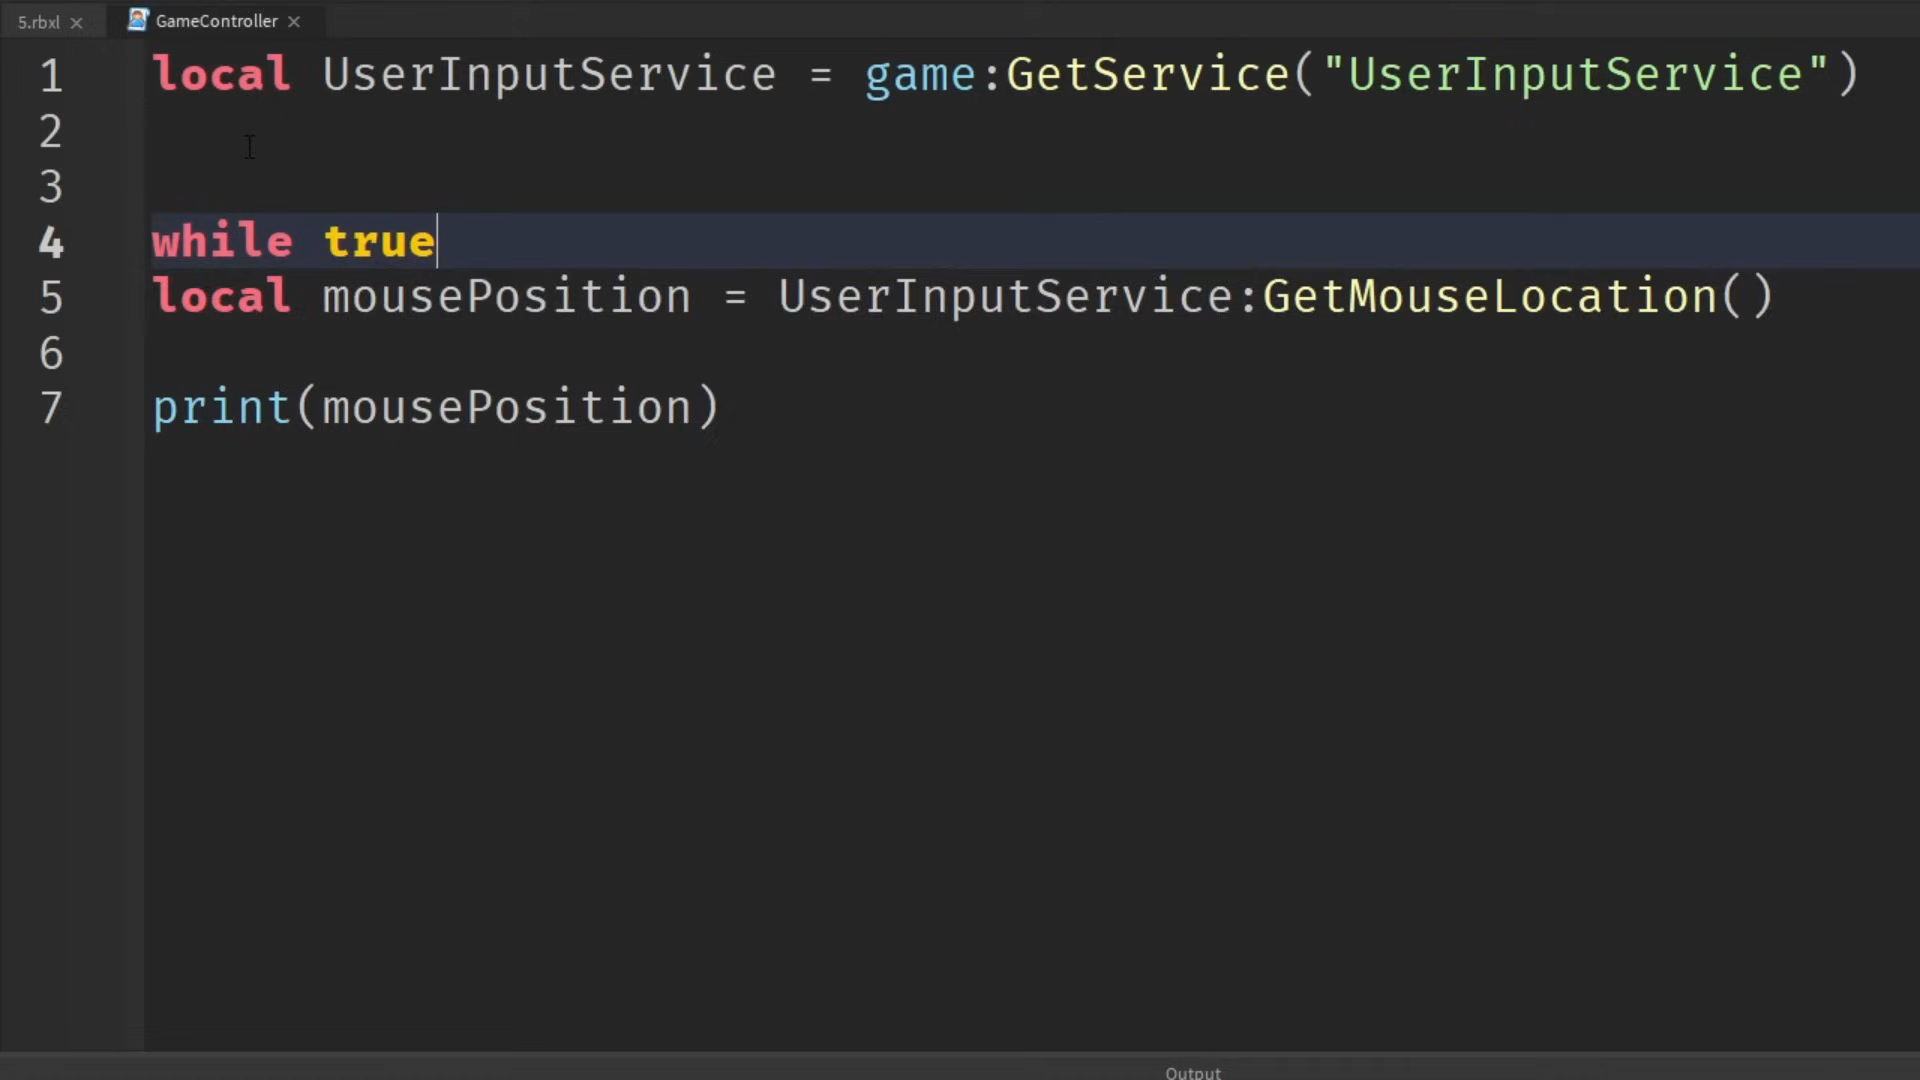 5.rbxl
GameController
1 local UserInputService = game:GetService("UserInputService")
2
3
4 while true
5 local mousePosition = UserInputService:GetMouseLocation()
6
7 print(mousePosition)
Output